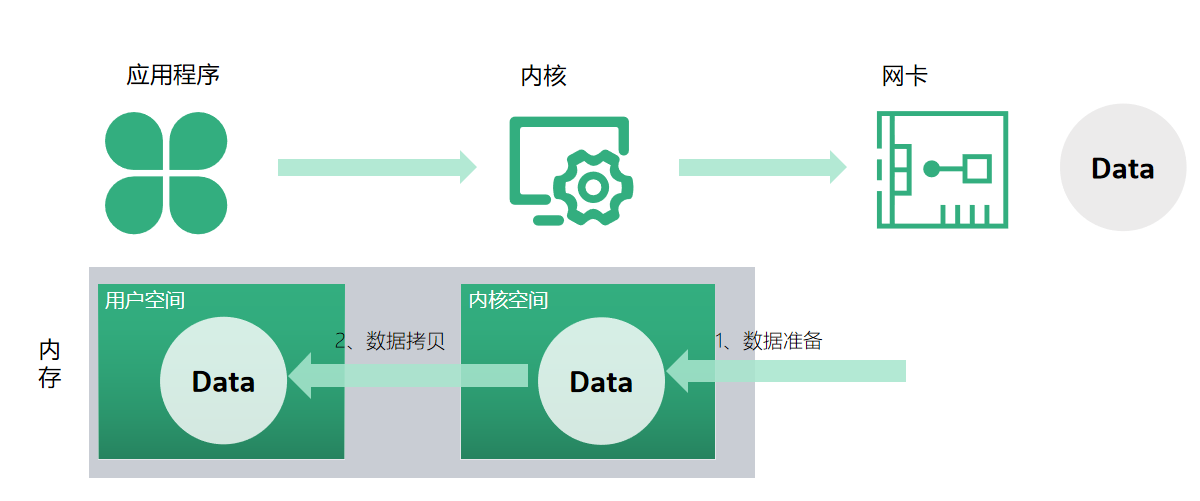 应用程序
内核
网卡
Data
用户空间
内核空间
2、数据拷贝
1、数据准备
内
存
Data
Data